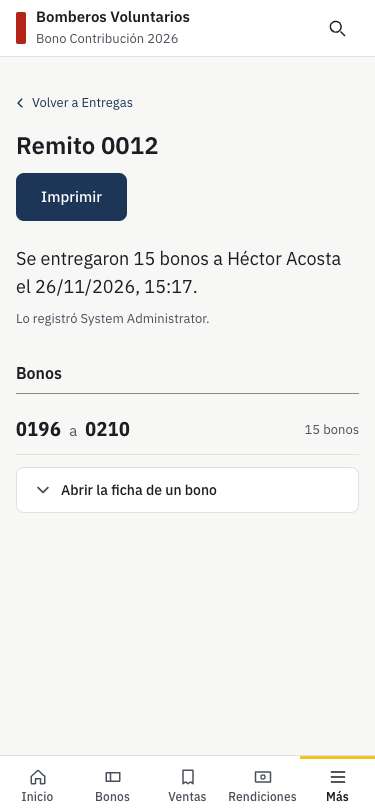 Bomberos Voluntarios
Bono Contribución 2026
Volver a Entregas
Remito 0012
Imprimir
Se entregaron 15 bonos a Héctor Acosta
el 26/11/2026, 15:17.
Lo registró System Administrator.
Bonos
0196 a 0210 15 bonos
Abrir la ficha de un bono
Inicio Bonos Ventas Rendiciones Más